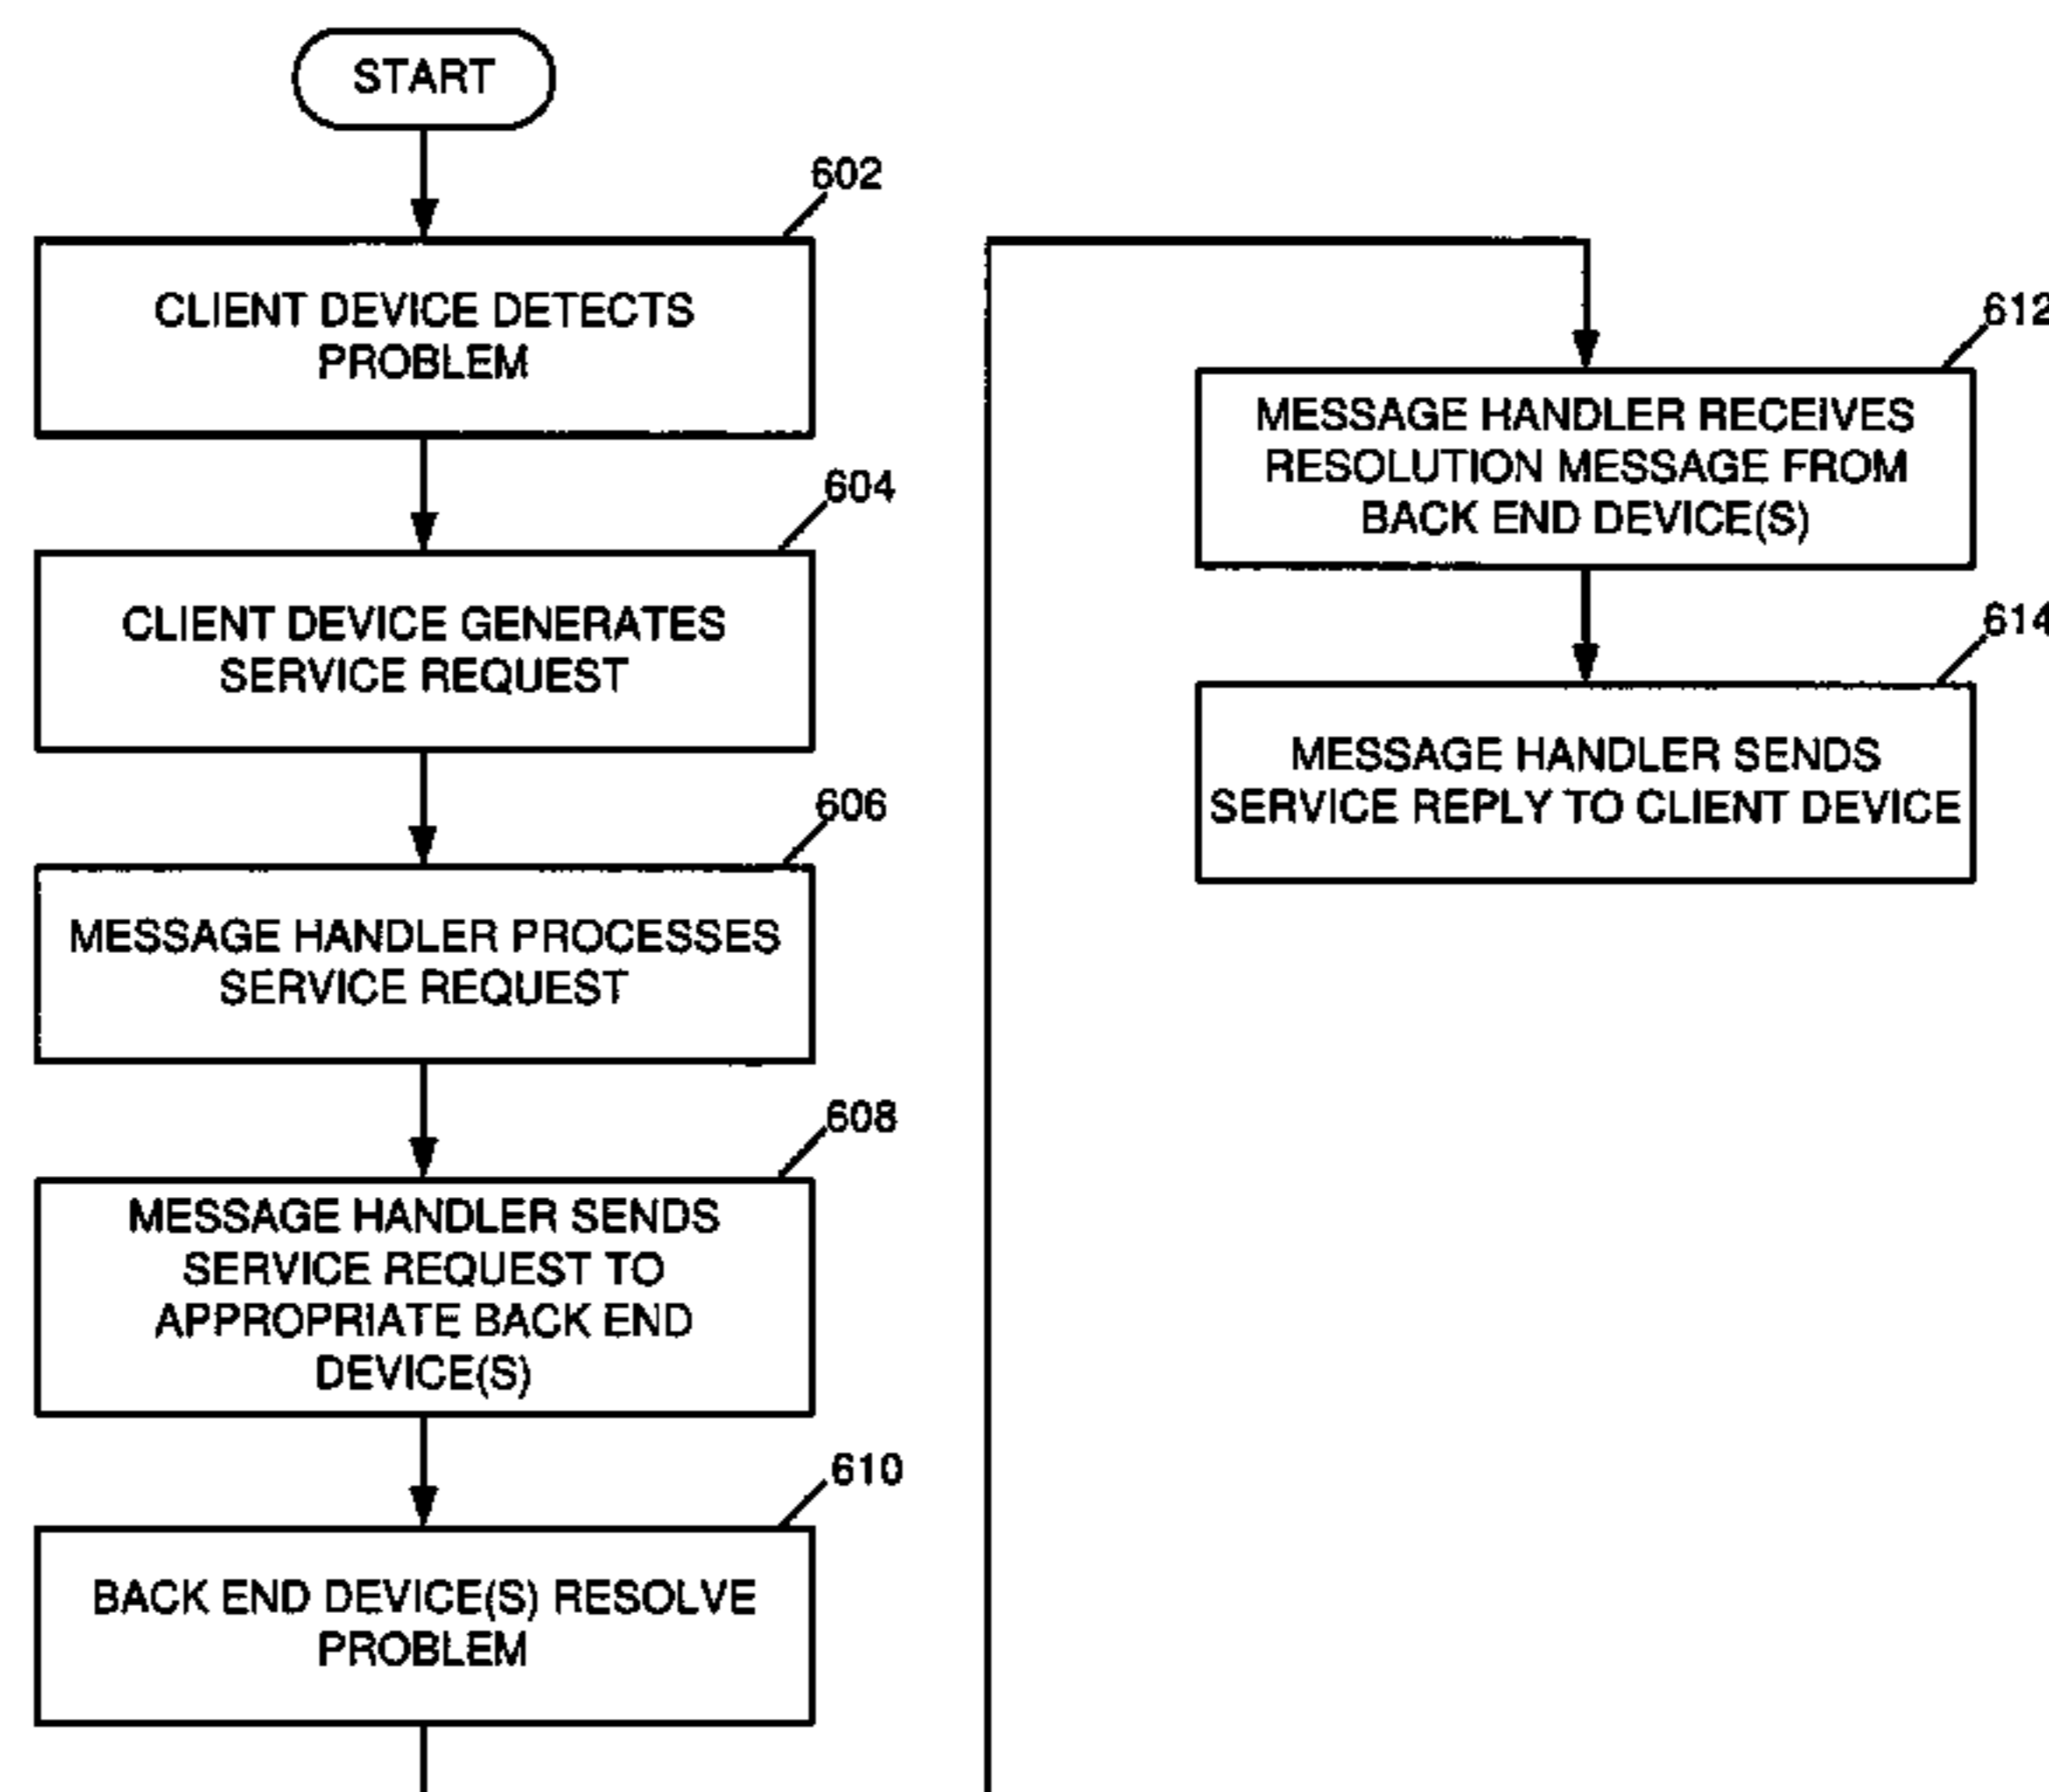 START
602
CLIENT DEVICE DETECTS
PROBLEM
604
CLIENT DEVICE GENERATES
SERVICE REQUEST
606
MESSAGE HANDLER PROCESSES
SERVICE REQUEST
608
MESSAGE HANDLER SENDS
SERVICE REQUEST TO
APPROPRIATE BACK END
DEVICE(S)
610
BACK END DEVICE(S) RESOLVE
PROBLEM
612
MESSAGE HANDLER RECEIVES
RESOLUTION MESSAGE FROM
BACK END DEVICE(S)
614
MESSAGE HANDLER SENDS
SERVICE REPLY TO CLIENT DEVICE